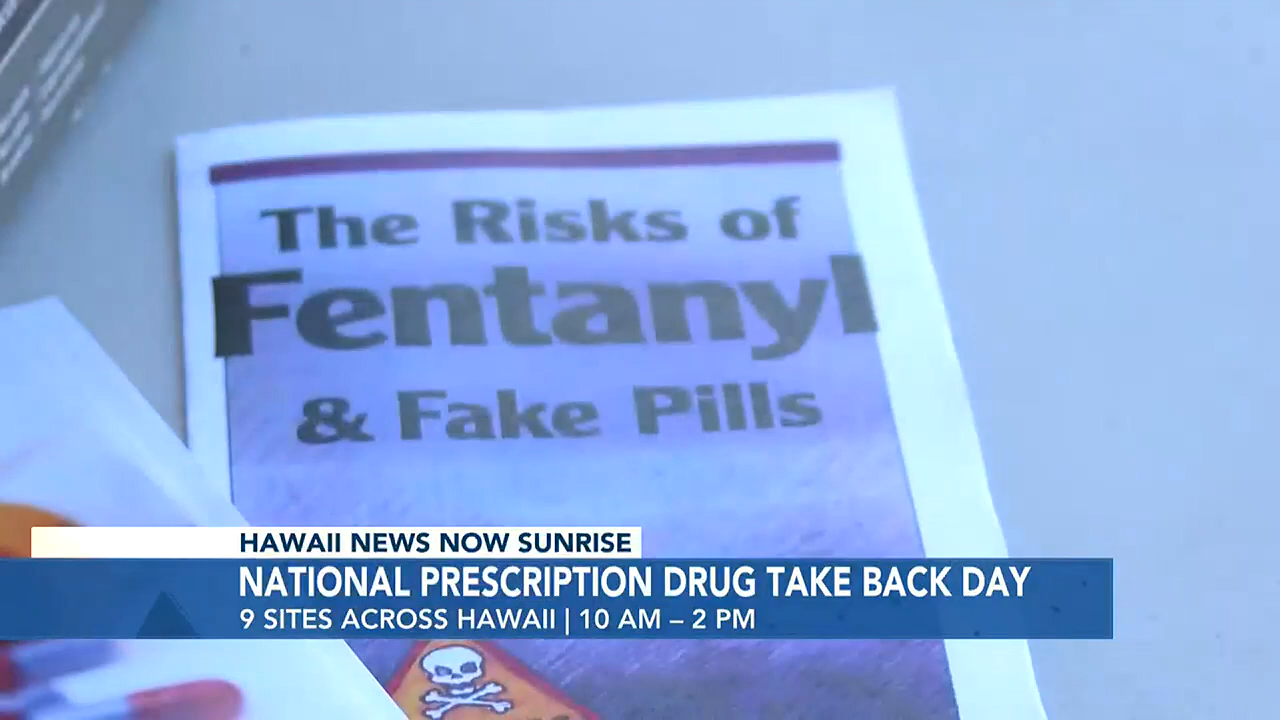 The Risks of
Fentanyl
& Fake Pills
HAWAII NEWS NOW SUNRISE
NATIONAL PRESCRIPTION DRUG TAKE BACK DAY
9 SITES ACROSS HAWAII | 10 AM – 2 PM